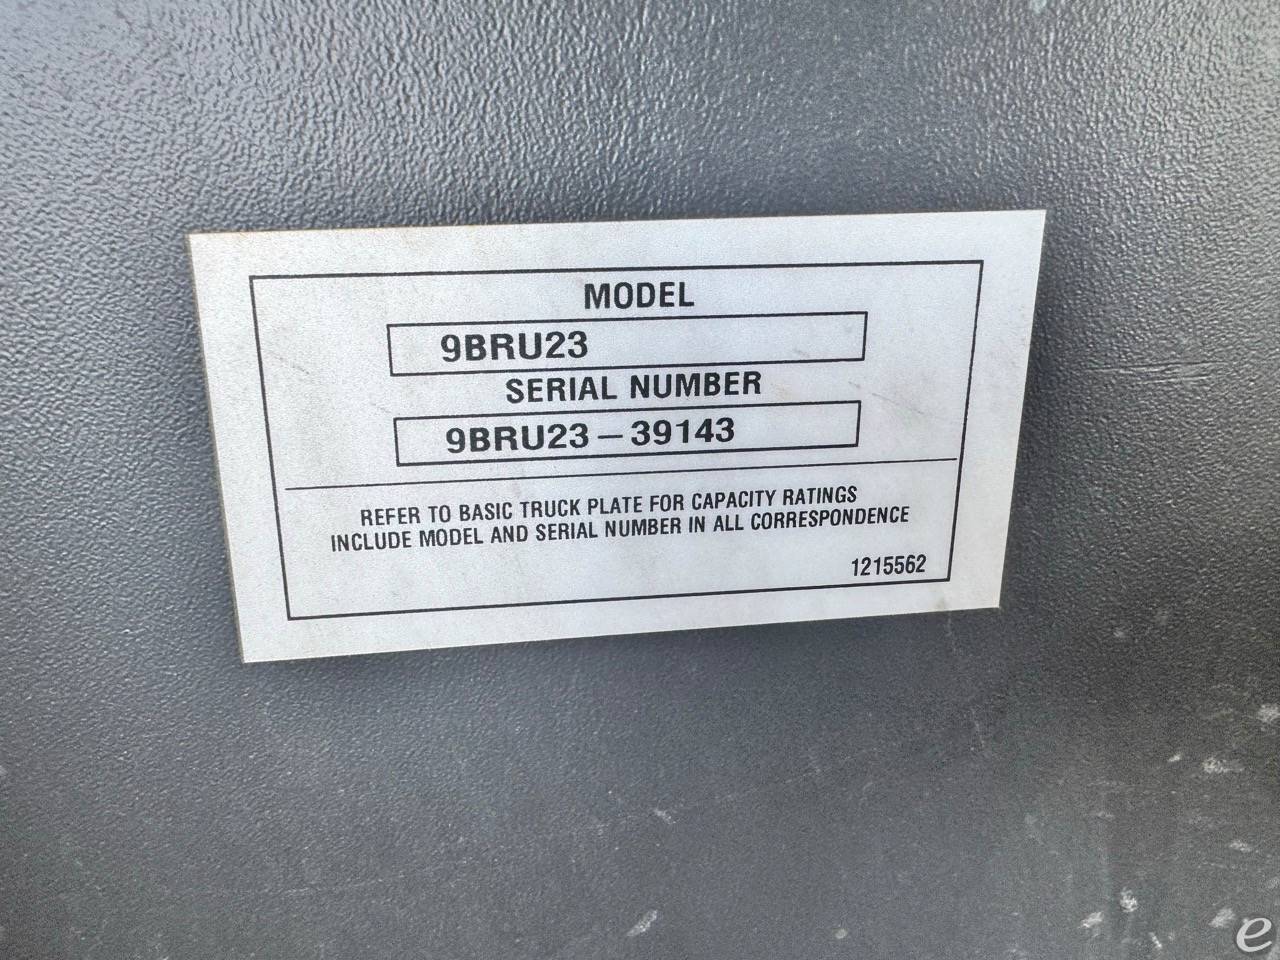 MODEL
9BRU23
SERIAL NUMBER
9BRU23-39143
REFER TO BASIC TRUCK PLATE FOR CAPACITY RATINGS
INCLUDE MODEL AND SERIAL NUMBER IN ALL CORRESPONDENCE
1215562
e